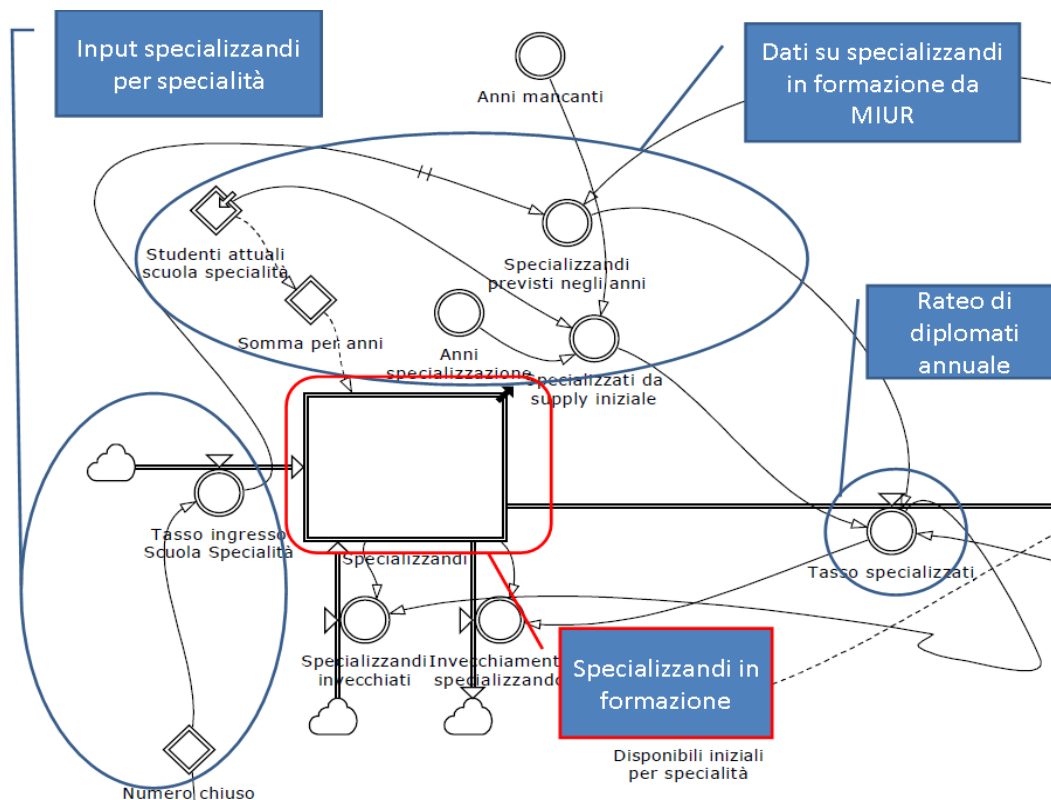 Input specializzandi
per specialità
Anni mancanti
Dati su specializzandi
in formazione da
MIUR
Studenti attuali
scuola specialità
Specializzandi
previsti negli anni
Somma per anni
Anni
specializzazione
Specializzati da
supply iniziale
Rateo di
diplomati
annuale
Tasso ingresso
Scuola Specialità
Specializzandi
Tasso specializzati
Specializzandi
invecchiati
Invecchiament
specializzando
Specializzandi in
formazione
Disponibili iniziali
per specialità
Numero chiuso